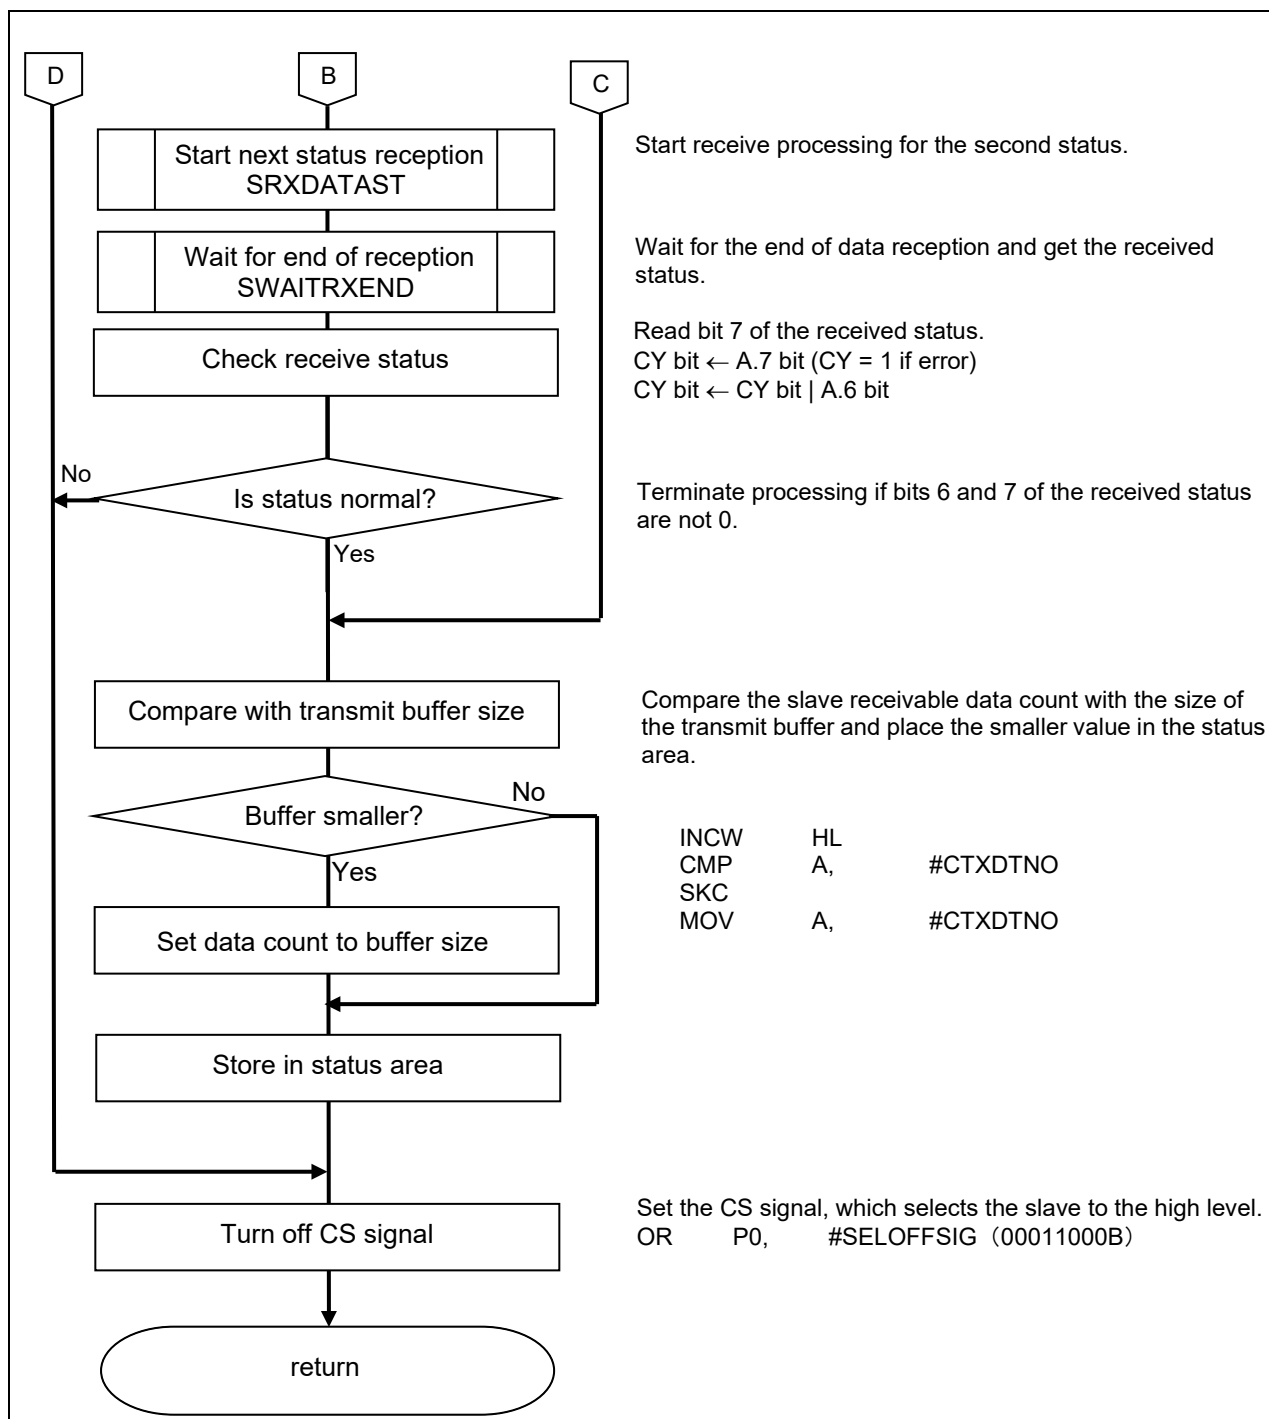 D
B
C
Start next status reception
SRXDATAST
Start receive processing for the second status.
Wait for end of reception
SWAITRXEND
Wait for the end of data reception and get the received
status.
Check receive status
Read bit 7 of the received status.
CY bit ← A.7 bit (CY = 1 if error)
CY bit ← CY bit | A.6 bit
No
Is status normal?
Yes
Terminate processing if bits 6 and 7 of the received status
are not 0.
Compare with transmit buffer size
Compare the slave receivable data count with the size of
the transmit buffer and place the smaller value in the status
area.
Buffer smaller?
No
Yes
INCW HL
CMP A, #CTXDTNO
SKC
MOV A, #CTXDTNO
Set data count to buffer size
Store in status area
Turn off CS signal
Set the CS signal, which selects the slave to the high level.
OR P0, #SELOFFSIG（00011000B）
return